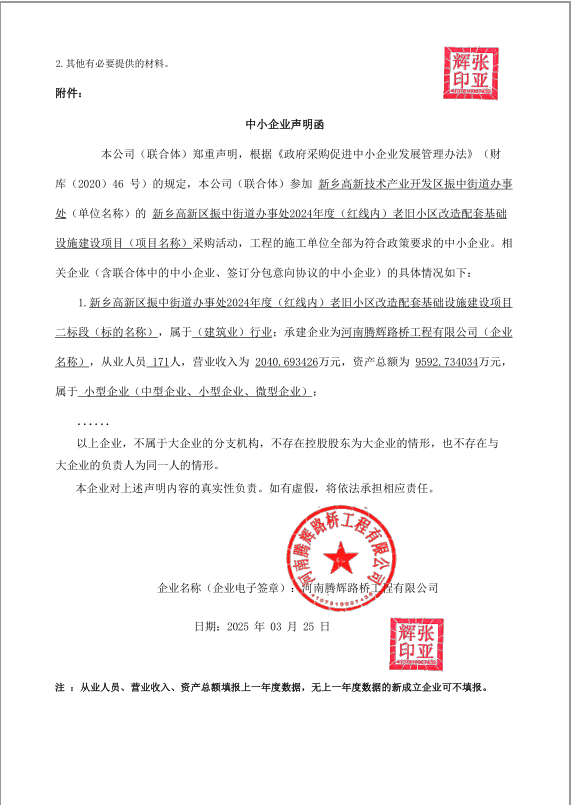 2.其他有必要提供的材料。
辉张
印亚
附件：
中小企业声明函
本公司（联合体）郑重声明，根据《政府采购促进中小企业发展管理办法》（财
库（2020）46 号）的规定，本公司（联合体）参加 新乡高新技术产业开发区振中街道办事
处（单位名称）的 新乡高新区振中街道办事处2024年度（红线内）老旧小区改造配套基础
设施建设项目（项目名称）采购活动，工程的施工单位全部为符合政策要求的中小企业。相
关企业（含联合体中的中小企业、签订分包意向协议的中小企业）的具体情况如下：
1.新乡高新区振中街道办事处2024年度（红线内）老旧小区改造配套基础设施建设项目
二标段（标的名称），属于（建筑业）行业；承建企业为河南腾辉路桥工程有限公司（企业
名称），从业人员 171人，营业收入为 2040.693426万元，资产总额为 9592.734034万元，
属于 小型企业（中型企业、小型企业、微型企业）；
......
以上企业，不属于大企业的分支机构，不存在控股股东为大企业的情形，也不存在与
大企业的负责人为同一人的情形。
本企业对上述声明内容的真实性负责。如有虚假，将依法承担相应责任。
河南腾辉路桥工程有限公司
企业名称（企业电子签章）：河南腾辉路桥工程有限公司
日期：2025 年 03 月 25 日
辉张
印亚
注 ：从业人员、营业收入、资产总额填报上一年度数据，无上一年度数据的新成立企业可不填报。